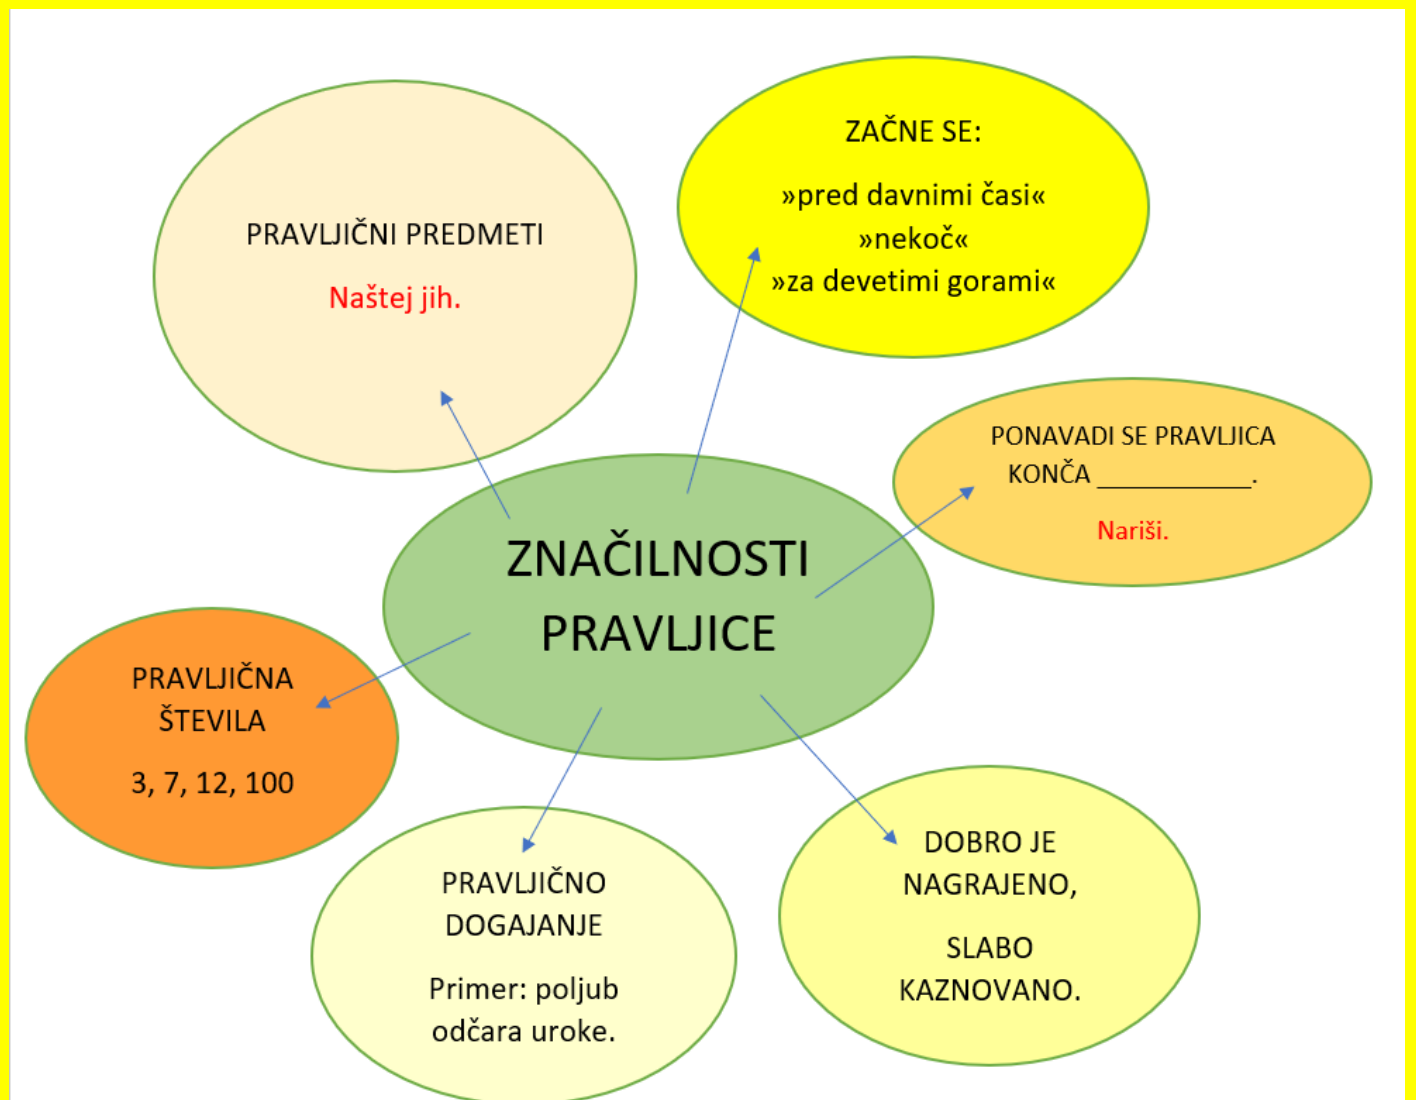 ZAČNE SE:
»pred davnimi časi«
»nekoč«
»za devetimi gorami«
PRAVLJIČNI PREDMETI
Naštej jih.
PONAVADI SE PRAVLJICA
KONČA ___________.
Nariši.
ZNAČILNOSTI
PRAVLJICE
PRAVLJIČNA
ŠTEVILA
3, 7, 12, 100
PRAVLJIČNO
DOGAJANJE
Primer: poljub
odčara uroke.
DOBRO JE
NAGRAJENO,
SLABO
KAZNOVANO.